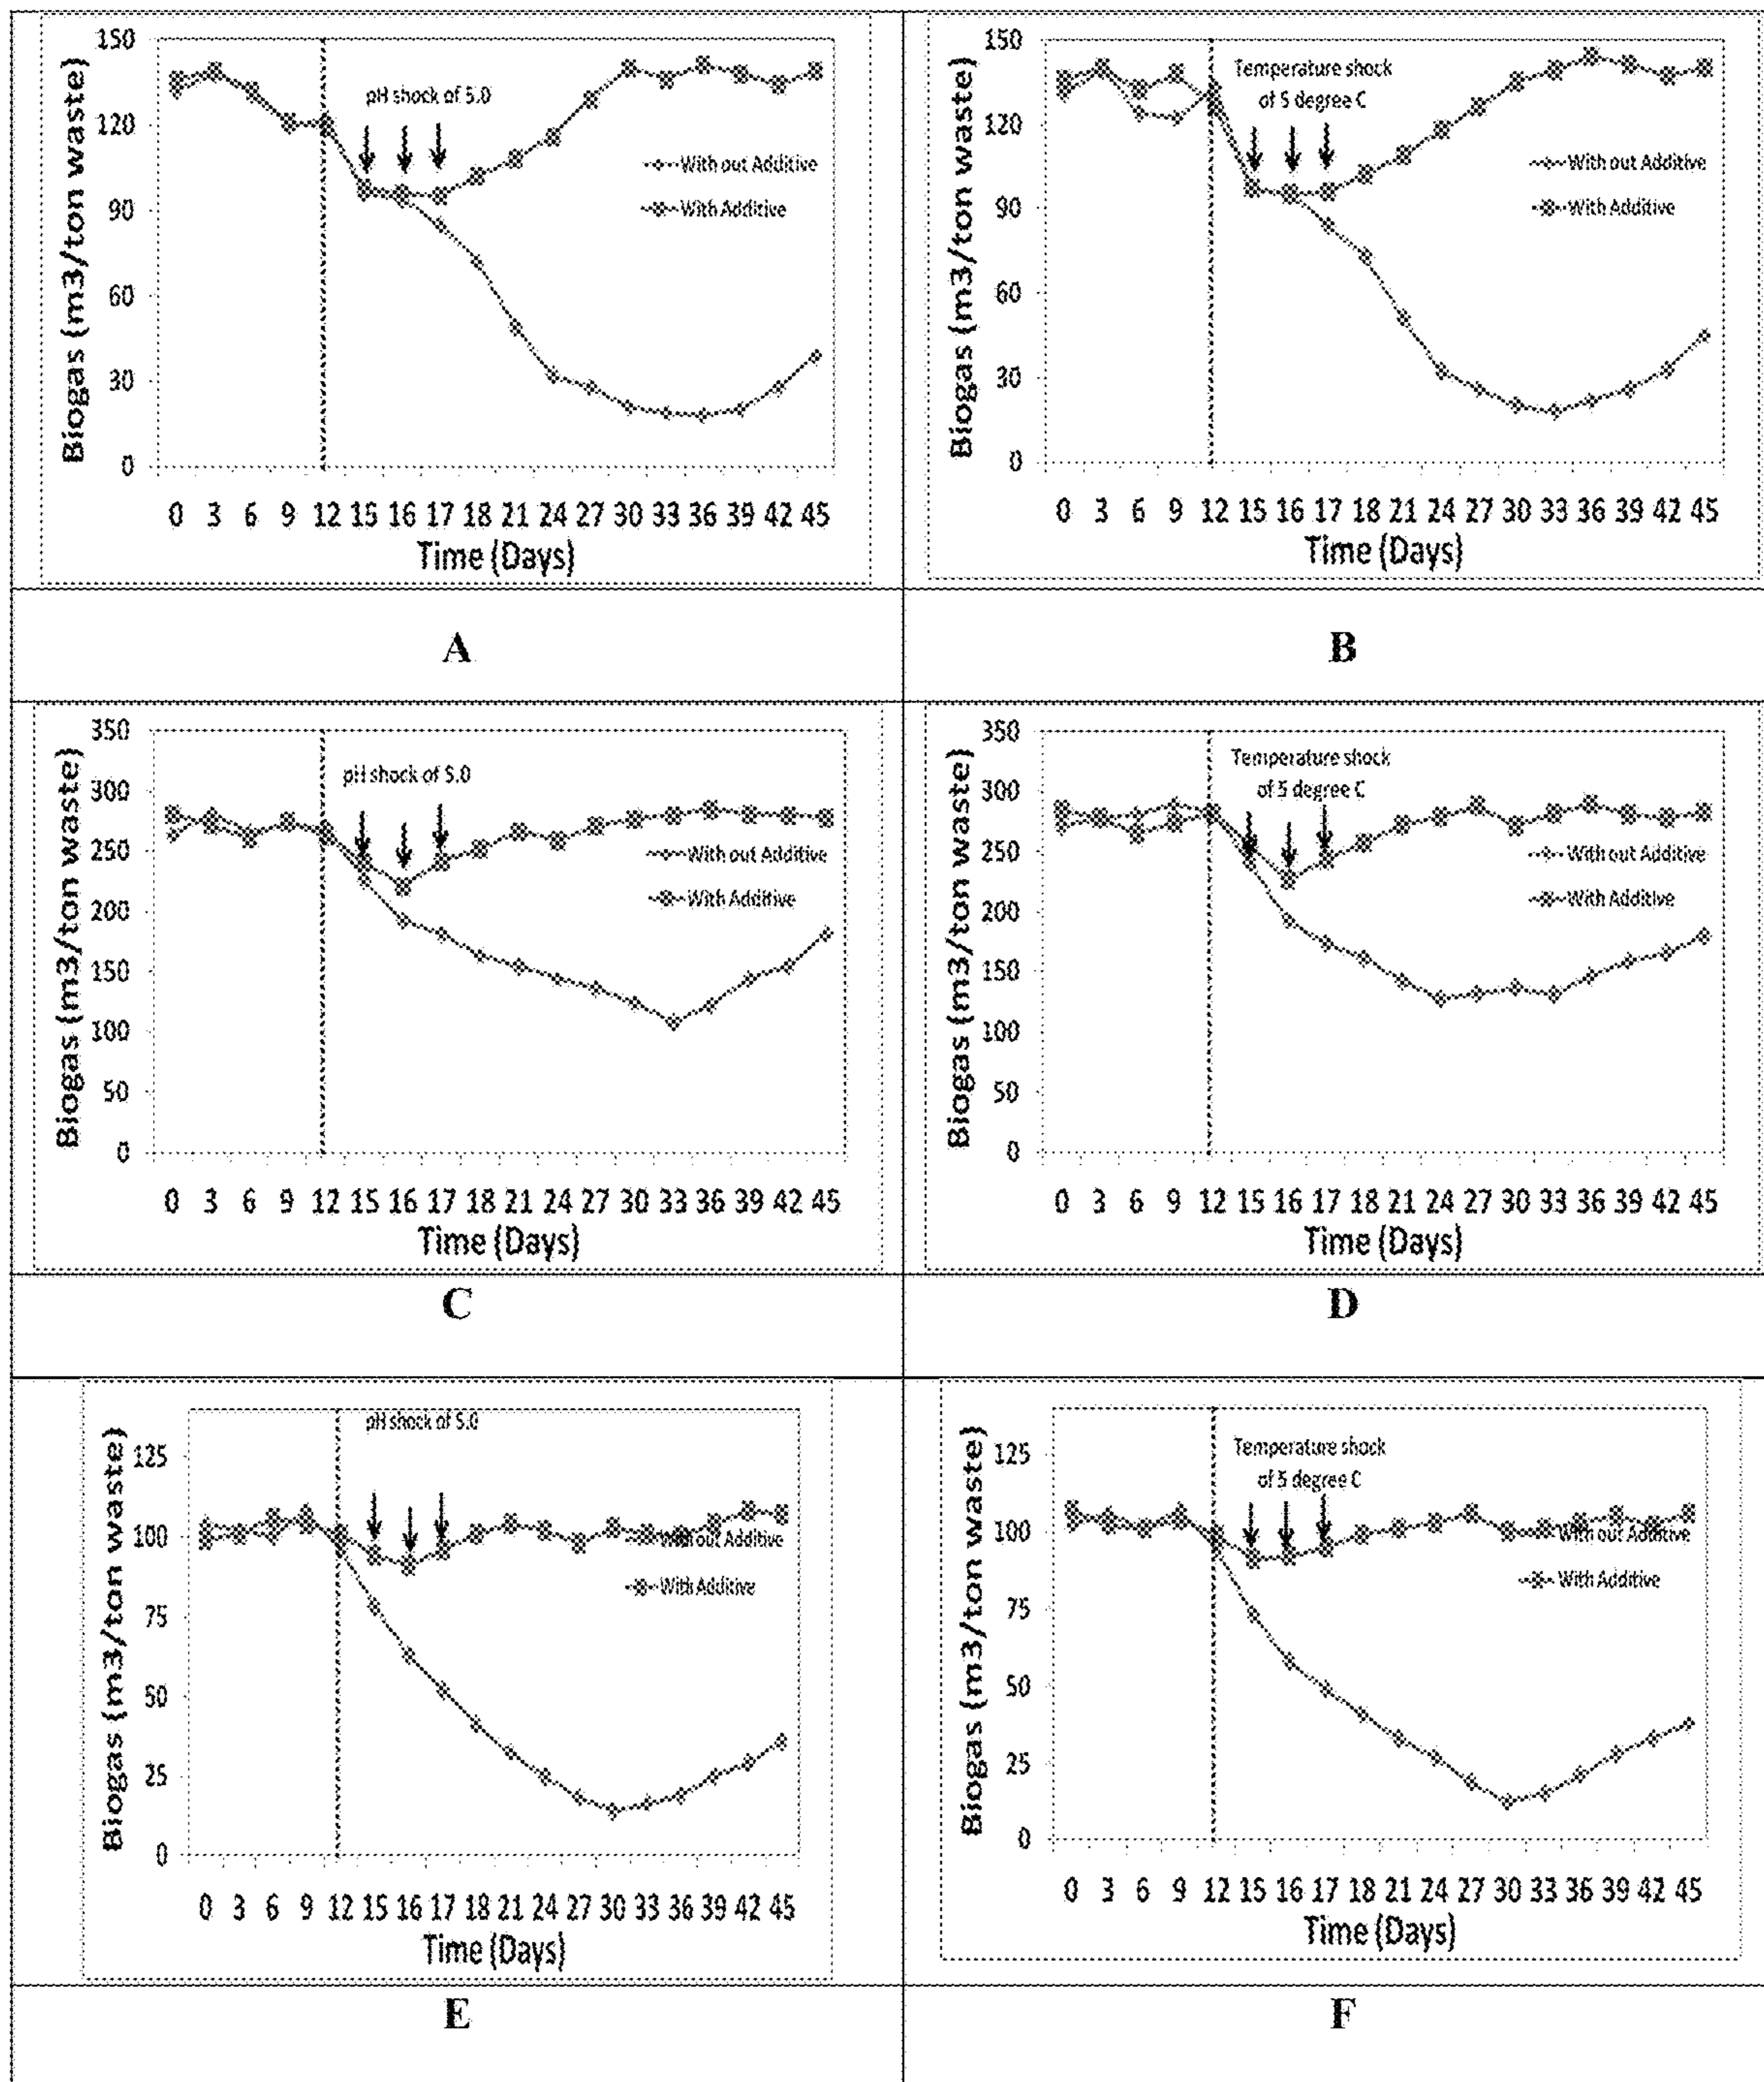 150
120
90
60
30
0
Biogas (m3/ton waste)
pH shock of 5.0
With out Additive
With Additive
0 3 6 9 12 15 16 17 18 21 24 27 30 33 36 39 42 45
Time (Days)
A
150
120
90
60
30
0
Biogas (m3/ton waste)
Temperature shock
of 5 degree C
With out Additive
With Additive
0 3 6 9 12 15 16 17 18 21 24 27 30 33 36 39 42 45
Time (Days)
B
350
300
250
200
150
100
50
0
Biogas (m3/ton waste)
pH shock of 5.0
With out Additive
With Additive
0 3 6 9 12 15 16 17 18 21 24 27 30 33 36 39 42 45
Time (Days)
C
350
300
250
200
150
100
50
0
Biogas (m3/ton waste)
Temperature shock
of 5 degree C
With out Additive
With Additive
0 3 6 9 12 15 16 17 18 21 24 27 30 33 36 39 42 45
Time (Days)
D
125
100
75
50
25
0
Biogas (m3/ton waste)
pH shock of 5.0
With out Additive
With Additive
0 3 6 9 12 15 16 17 18 21 24 27 30 33 36 39 42 45
Time (Days)
E
125
100
75
50
25
0
Biogas (m3/ton waste)
Temperature shock
of 5 degree C
With out Additive
With Additive
0 3 6 9 12 15 16 17 18 21 24 27 30 33 36 39 42 45
Time (Days)
F